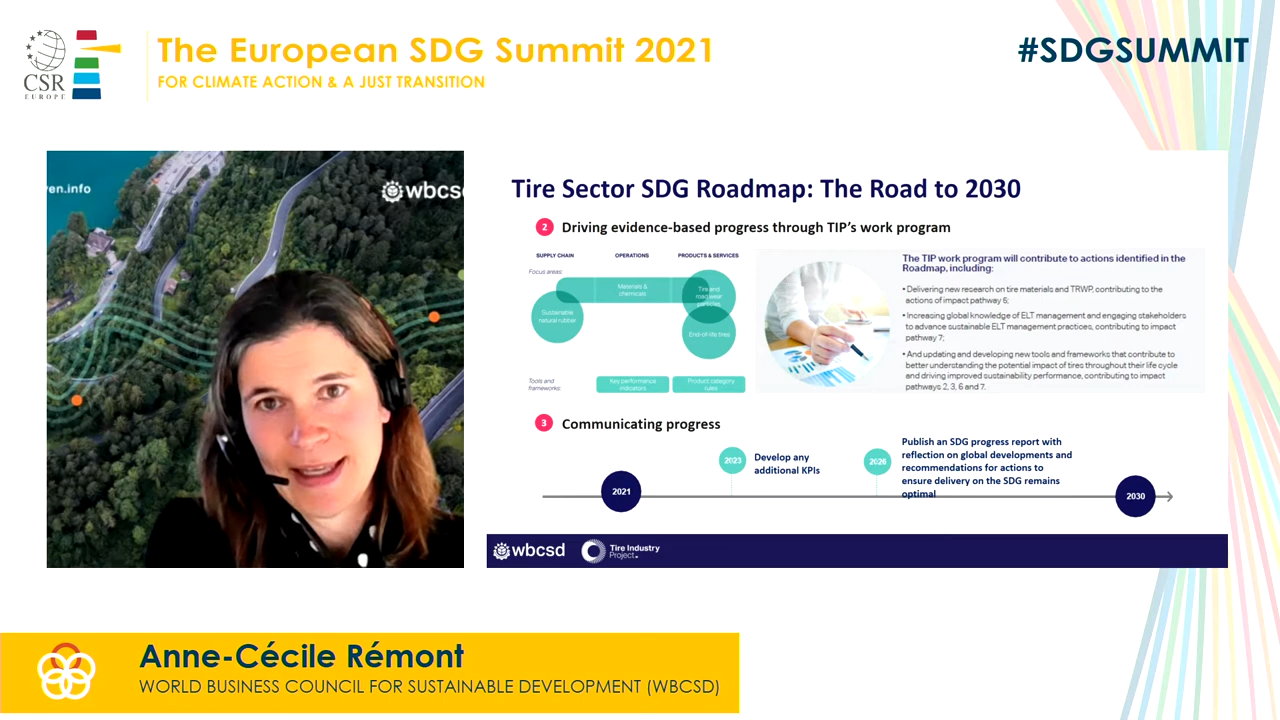 The European SDG Summit 2021
FOR CLIMATE ACTION & A JUST TRANSITION
CSR
EUROPE
#SDGSUMMIT
ven.info
wbcs
Tire Sector SDG Roadmap: The Road to 2030
2 Driving evidence-based progress through TIP's work program
SUPPLY CHAIN OPERATIONS PRODUCTS & SERVICES
Focus areas:
Materials &
chemicals
Tire and
road wear
particles
Sustainable
natural rubber
End-of-life tires
Tools and
frameworks:
Key performance
indicators
Product category
rules
The TIP work program will contribute to actions identified in the
Roadmap, including:
• Delivering new research on tire materials and TRWP, contributing to the
actions of impact pathway 6;
• Increasing global knowledge of ELT management and engaging stakeholders
to advance sustainable ELT management practices, contributing to impact
pathway 7;
• And updating and developing new tools and frameworks that contribute to
better understanding the potential impact of tires throughout their life cycle
and driving improved sustainability performance, contributing to impact
pathways 2, 3, 6 and 7.
3 Communicating progress
2021
2023
Develop any
additional KPIs
2026
Publish an SDG progress report with
reflection on global developments and
recommendations for actions to
ensure delivery on the SDG remains
optimal
2030
wbcsd
Tire Industry
Project
Anne-Cécile Rémont
WORLD BUSINESS COUNCIL FOR SUSTAINABLE DEVELOPMENT (WBCSD)